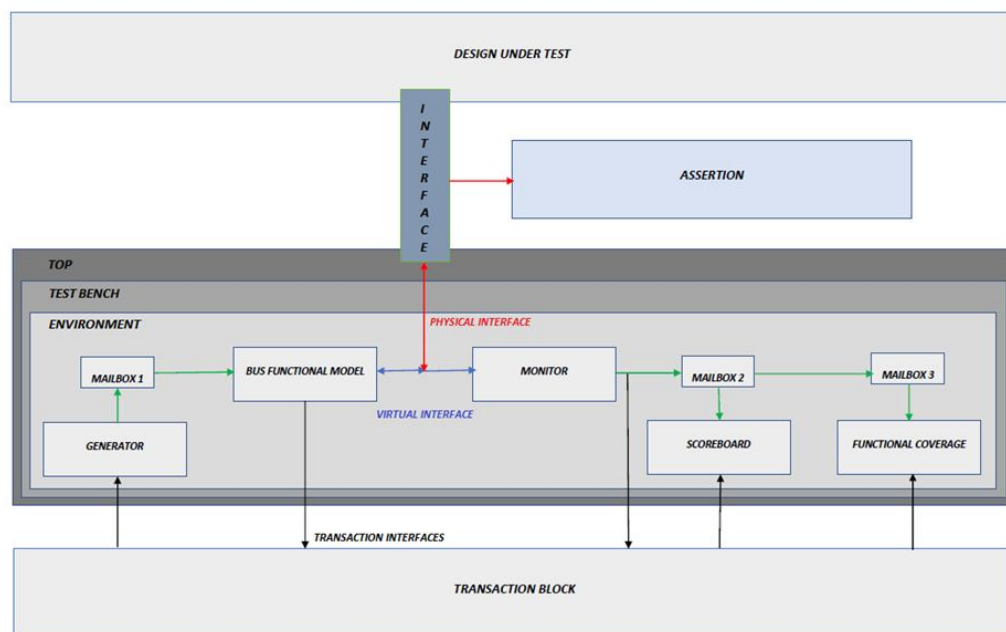 DESIGN UNDER TEST
INTERFACE
ASSERTION
TOP
TEST BENCH
ENVIRONMENT
PHYSICAL INTERFACE
MAILBOX 1
BUS FUNCTIONAL MODEL
MONITOR
MAILBOX 2
MAILBOX 3
VIRTUAL INTERFACE
GENERATOR
SCOREBOARD
FUNCTIONAL COVERAGE
TRANSACTION INTERFACES
TRANSACTION BLOCK